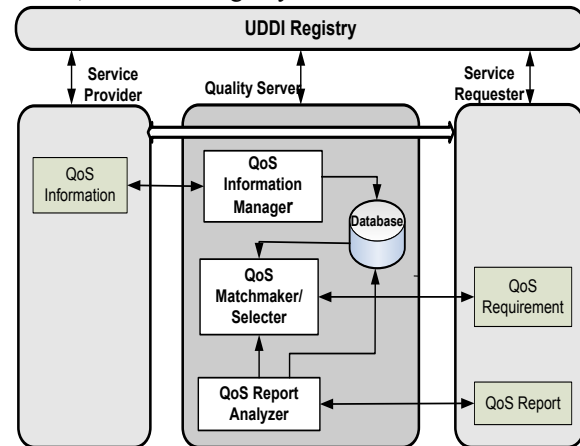 UDDI Registry
Service
Provider
Quality Server
Service
Requester
QoS
Information
QoS
Information
Manager
Database
QoS
Matchmaker/
Selecter
QoS
Requirement
QoS Report
Analyzer
QoS Report